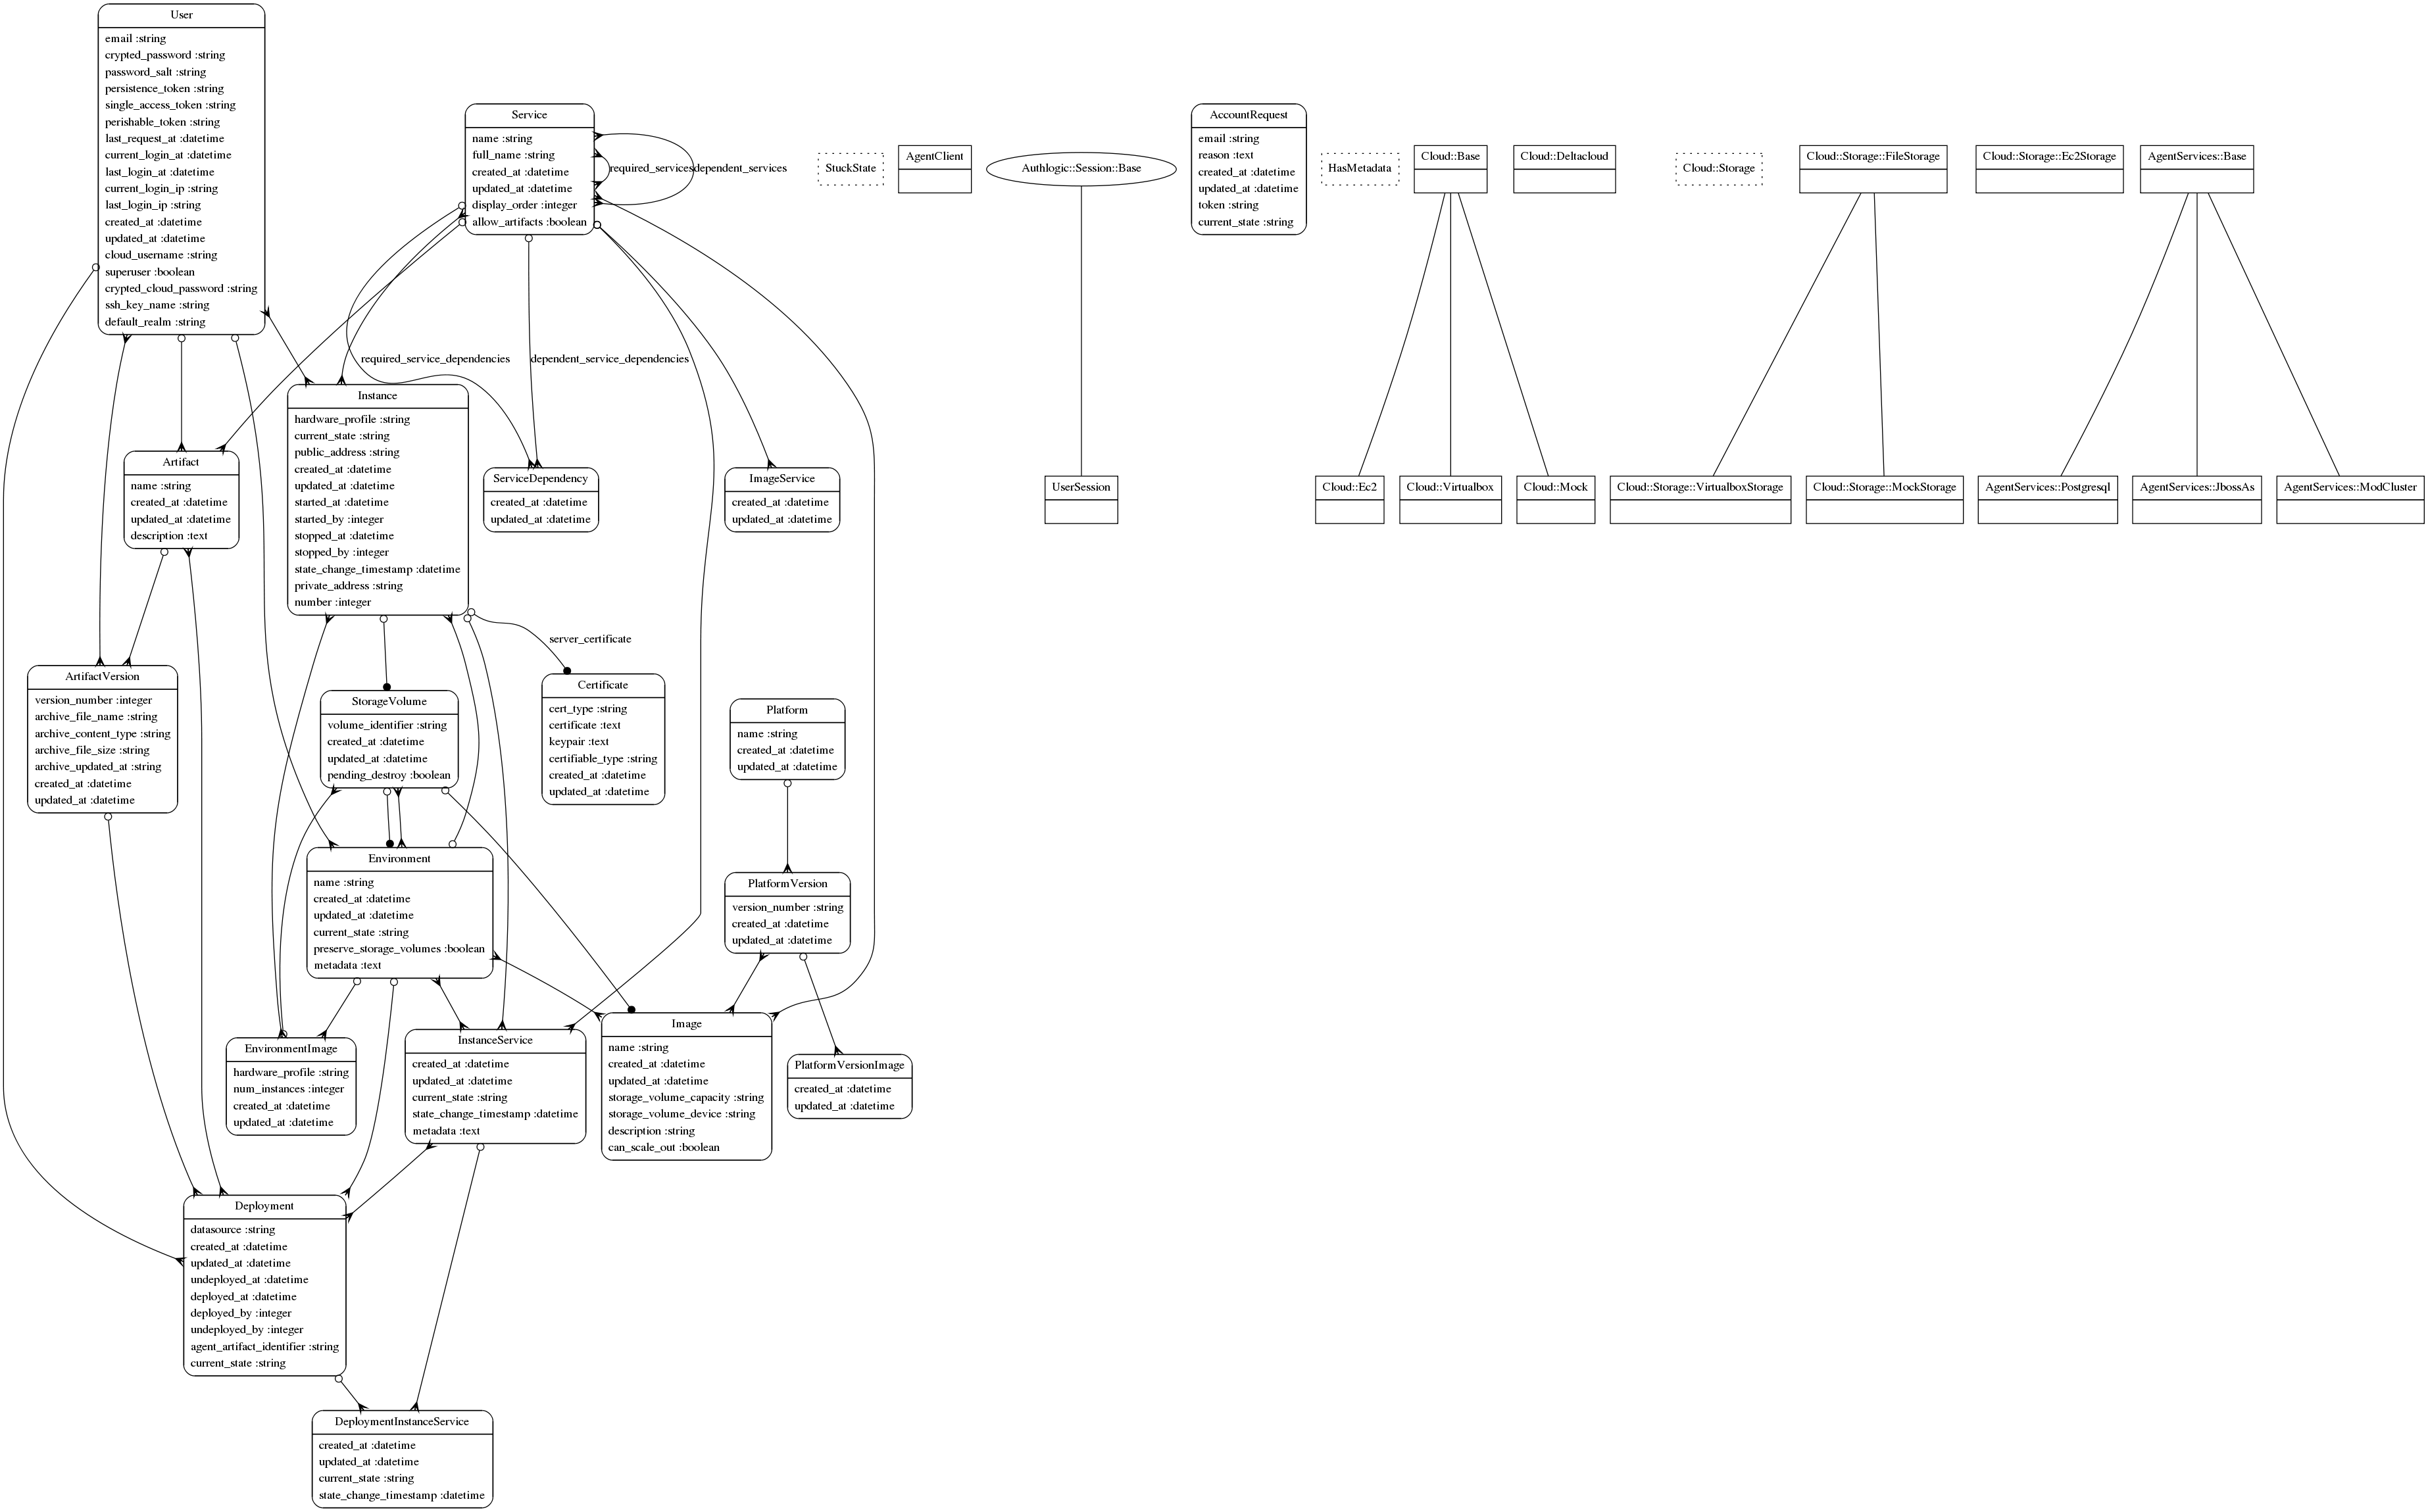 User
email :string
crypted_password :string
password_salt :string
persistence_token :string
single_access_token :string
perishable_token :string
last_request_at :datetime
current_login_at :datetime
last_login_at :datetime
current_login_ip :string
last_login_ip :string
created_at :datetime
updated_at :datetime
cloud_username :string
superuser :boolean
crypted_cloud_password :string
ssh_key_name :string
default_realm :string
Service
name :string
full_name :string
created_at :datetime
updated_at :datetime
display_order :integer
allow_artifacts :boolean
required_services
dependent_services
StuckState
AgentClient
Authlogic::Session::Base
AccountRequest
email :string
reason :text
created_at :datetime
updated_at :datetime
token :string
current_state :string
HasMetadata
Cloud::Base
Cloud::Deltacloud
Cloud::Storage
Cloud::Storage::FileStorage
Cloud::Storage::Ec2Storage
AgentServices::Base
required_service_dependencies
dependent_service_dependencies
Instance
hardware_profile :string
current_state :string
public_address :string
created_at :datetime
updated_at :datetime
started_at :datetime
started_by :integer
stopped_at :datetime
stopped_by :integer
state_change_timestamp :datetime
private_address :string
number :integer
Artifact
name :string
created_at :datetime
updated_at :datetime
description :text
ServiceDependency
created_at :datetime
updated_at :datetime
ImageService
created_at :datetime
updated_at :datetime
UserSession
Cloud::Ec2
Cloud::Virtualbox
Cloud::Mock
Cloud::Storage::VirtualboxStorage
Cloud::Storage::MockStorage
AgentServices::Postgresql
AgentServices::JbossAs
AgentServices::ModCluster
server_certificate
ArtifactVersion
version_number :integer
archive_file_name :string
archive_content_type :string
archive_file_size :string
archive_updated_at :string
created_at :datetime
updated_at :datetime
StorageVolume
volume_identifier :string
created_at :datetime
updated_at :datetime
pending_destroy :boolean
Certificate
cert_type :string
certificate :text
keypair :text
certifiable_type :string
created_at :datetime
updated_at :datetime
Platform
name :string
created_at :datetime
updated_at :datetime
Environment
name :string
created_at :datetime
updated_at :datetime
current_state :string
preserve_storage_volumes :boolean
metadata :text
PlatformVersion
version_number :string
created_at :datetime
updated_at :datetime
EnvironmentImage
hardware_profile :string
num_instances :integer
created_at :datetime
updated_at :datetime
InstanceService
created_at :datetime
updated_at :datetime
current_state :string
state_change_timestamp :datetime
metadata :text
Image
name :string
created_at :datetime
updated_at :datetime
storage_volume_capacity :string
storage_volume_device :string
description :string
can_scale_out :boolean
PlatformVersionImage
created_at :datetime
updated_at :datetime
Deployment
datasource :string
created_at :datetime
updated_at :datetime
undeployed_at :datetime
deployed_at :datetime
deployed_by :integer
undeployed_by :integer
agent_artifact_identifier :string
current_state :string
DeploymentInstanceService
created_at :datetime
updated_at :datetime
current_state :string
state_change_timestamp :datetime